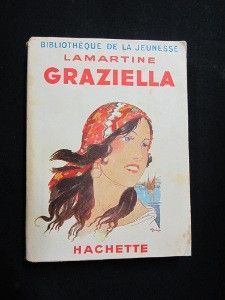 BIBLIOTHÈQUE DE LA JEUNESSE
LAMARTINE
GRAZIELLA
HACHETTE